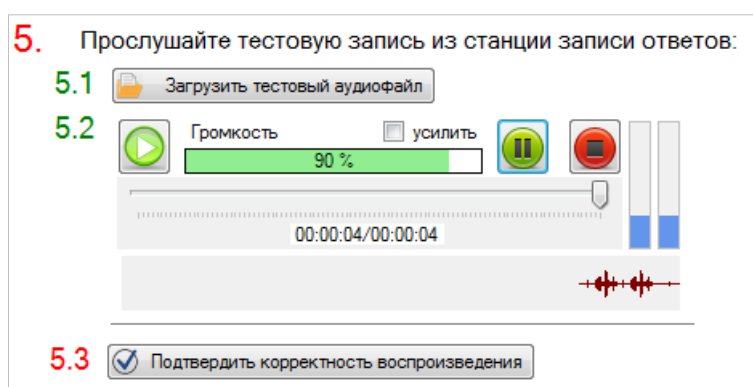 5. Прослушайте тестовую запись из станции записи ответов:
5.1 Загрузить тестовый аудиофайл
5.2 Громкость усилить
90 %
00:00:04/00:00:04
5.3 Подтвердить корректность воспроизведения